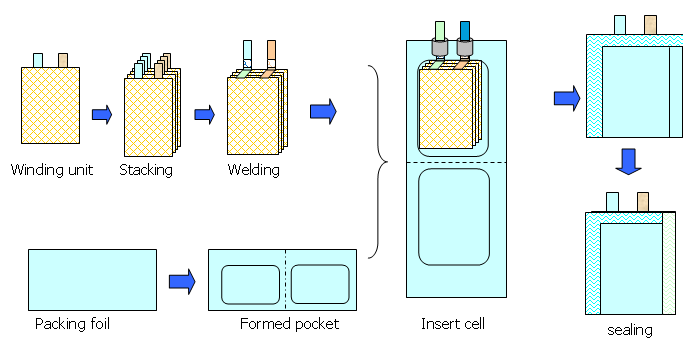 Winding unit
Stacking
Welding
Packing foil
Formed pocket
Insert cell
sealing